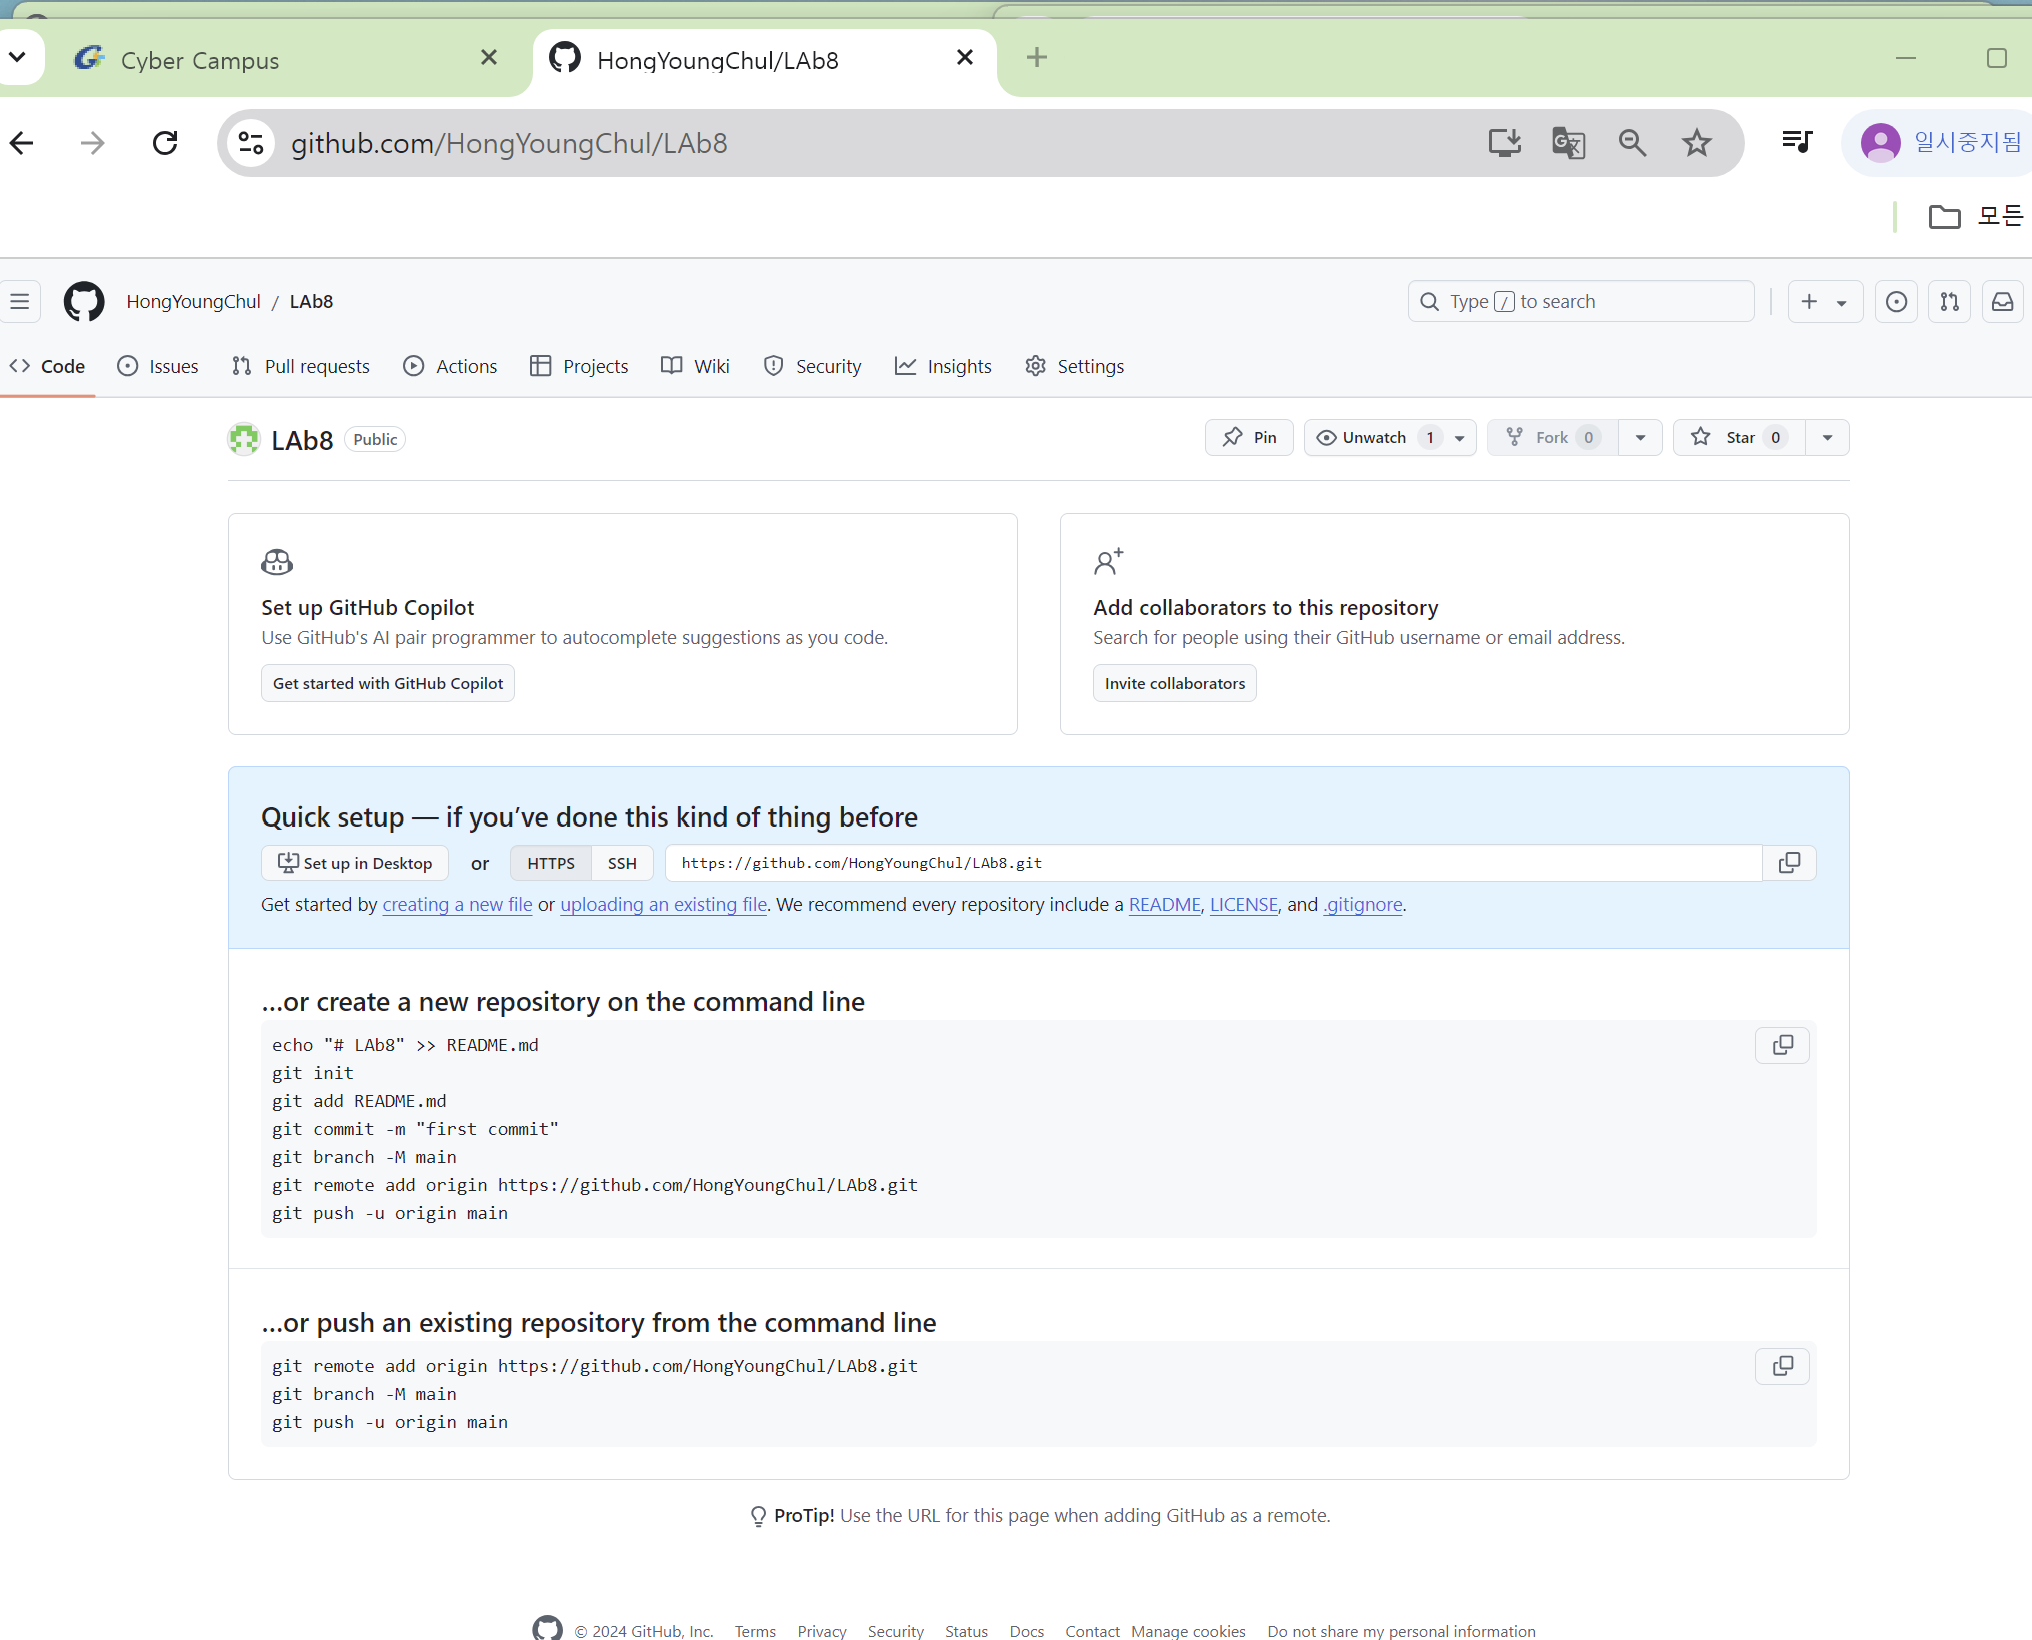 Cyber Campus
HongYoungChul/LAb8
github.com/HongYoungChul/LAb8
일시중지됨
모든
HongYoungChul / LAb8
Type / to search
Code Issues Pull requests Actions Projects Wiki Security Insights Settings
LAb8 Public
Pin Unwatch 1 Fork 0 Star 0
Set up GitHub Copilot
Use GitHub's AI pair programmer to autocomplete suggestions as you code.
Get started with GitHub Copilot
Add collaborators to this repository
Search for people using their GitHub username or email address.
Invite collaborators
Quick setup — if you’ve done this kind of thing before
Set up in Desktop or HTTPS SSH https://github.com/HongYoungChul/LAb8.git
Get started by creating a new file or uploading an existing file. We recommend every repository include a README, LICENSE, and .gitignore.
…or create a new repository on the command line
echo "# LAb8" >> README.md
git init
git add README.md
git commit -m "first commit"
git branch -M main
git remote add origin https://github.com/HongYoungChul/LAb8.git
git push -u origin main
…or push an existing repository from the command line
git remote add origin https://github.com/HongYoungChul/LAb8.git
git branch -M main
git push -u origin main
ProTip! Use the URL for this page when adding GitHub as a remote.
© 2024 GitHub, Inc. Terms Privacy Security Status Docs Contact Manage cookies Do not share my personal information